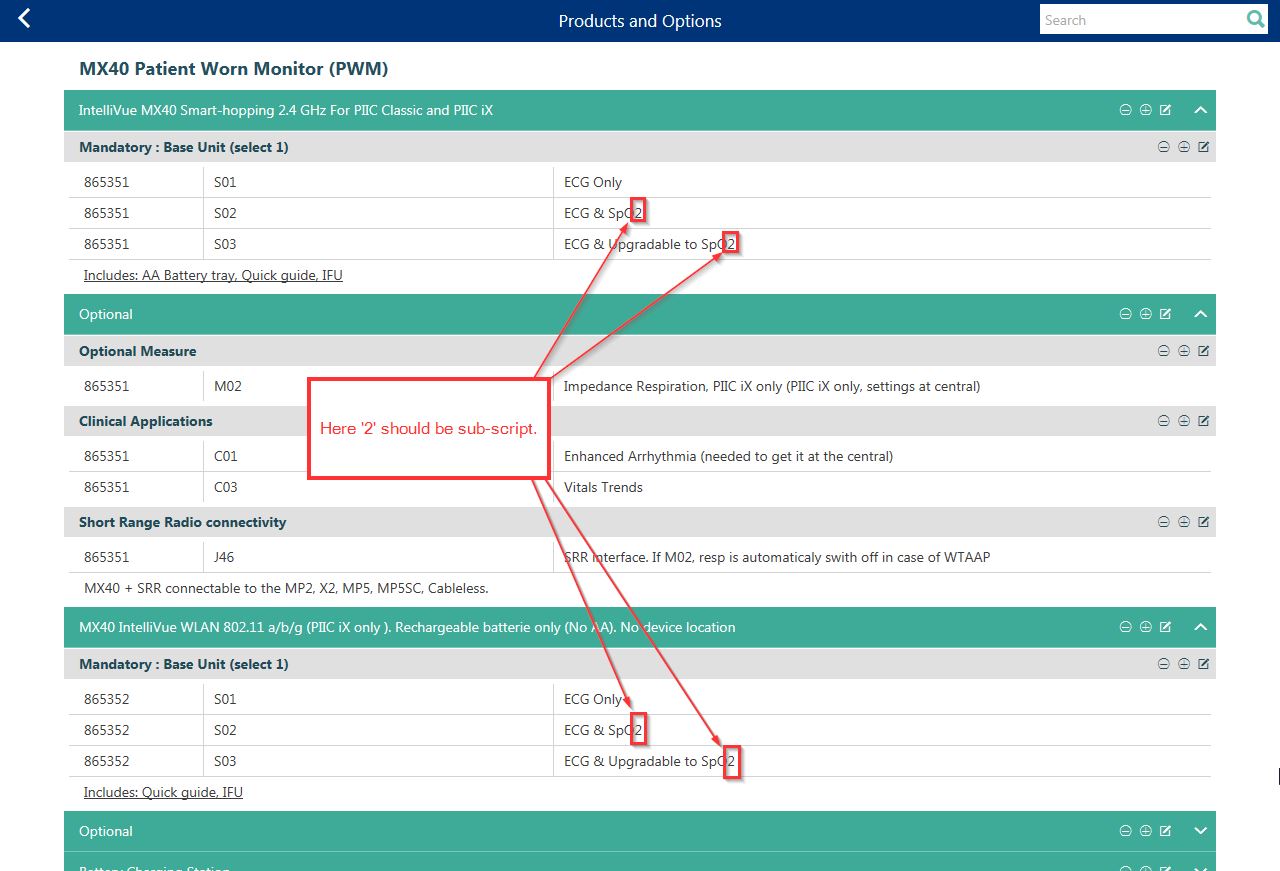 Products and Options
Search
MX40 Patient Worn Monitor (PWM)
IntelliVue MX40 Smart-hopping 2.4 GHz For PIIC Classic and PIIC iX
Mandatory : Base Unit (select 1)
865351 S01 ECG Only
865351 S02 ECG & SpO2
865351 S03 ECG & Upgradable to SpO2
Includes: AA Battery tray, Quick guide, IFU
Optional
Optional Measure
865351 M02 Impedance Respiration, PIIC iX only (PIIC iX only, settings at central)
Clinical Applications
Here '2' should be sub-script.
865351 C01 Enhanced Arrhythmia (needed to get it at the central)
865351 C03 Vitals Trends
Short Range Radio connectivity
865351 J46 SRR interface. If M02, resp is automaticaly swith off in case of WTAAP
MX40 + SRR connectable to the MP2, X2, MP5, MP5SC, Cableless.
MX40 IntelliVue WLAN 802.11 a/b/g (PIIC iX only ). Rechargeable batterie only (No AA). No device location
Mandatory : Base Unit (select 1)
865352 S01 ECG Only
865352 S02 ECG & SpO2
865352 S03 ECG & Upgradable to SpO2
Includes: Quick guide, IFU
Optional
Battery Charging Station